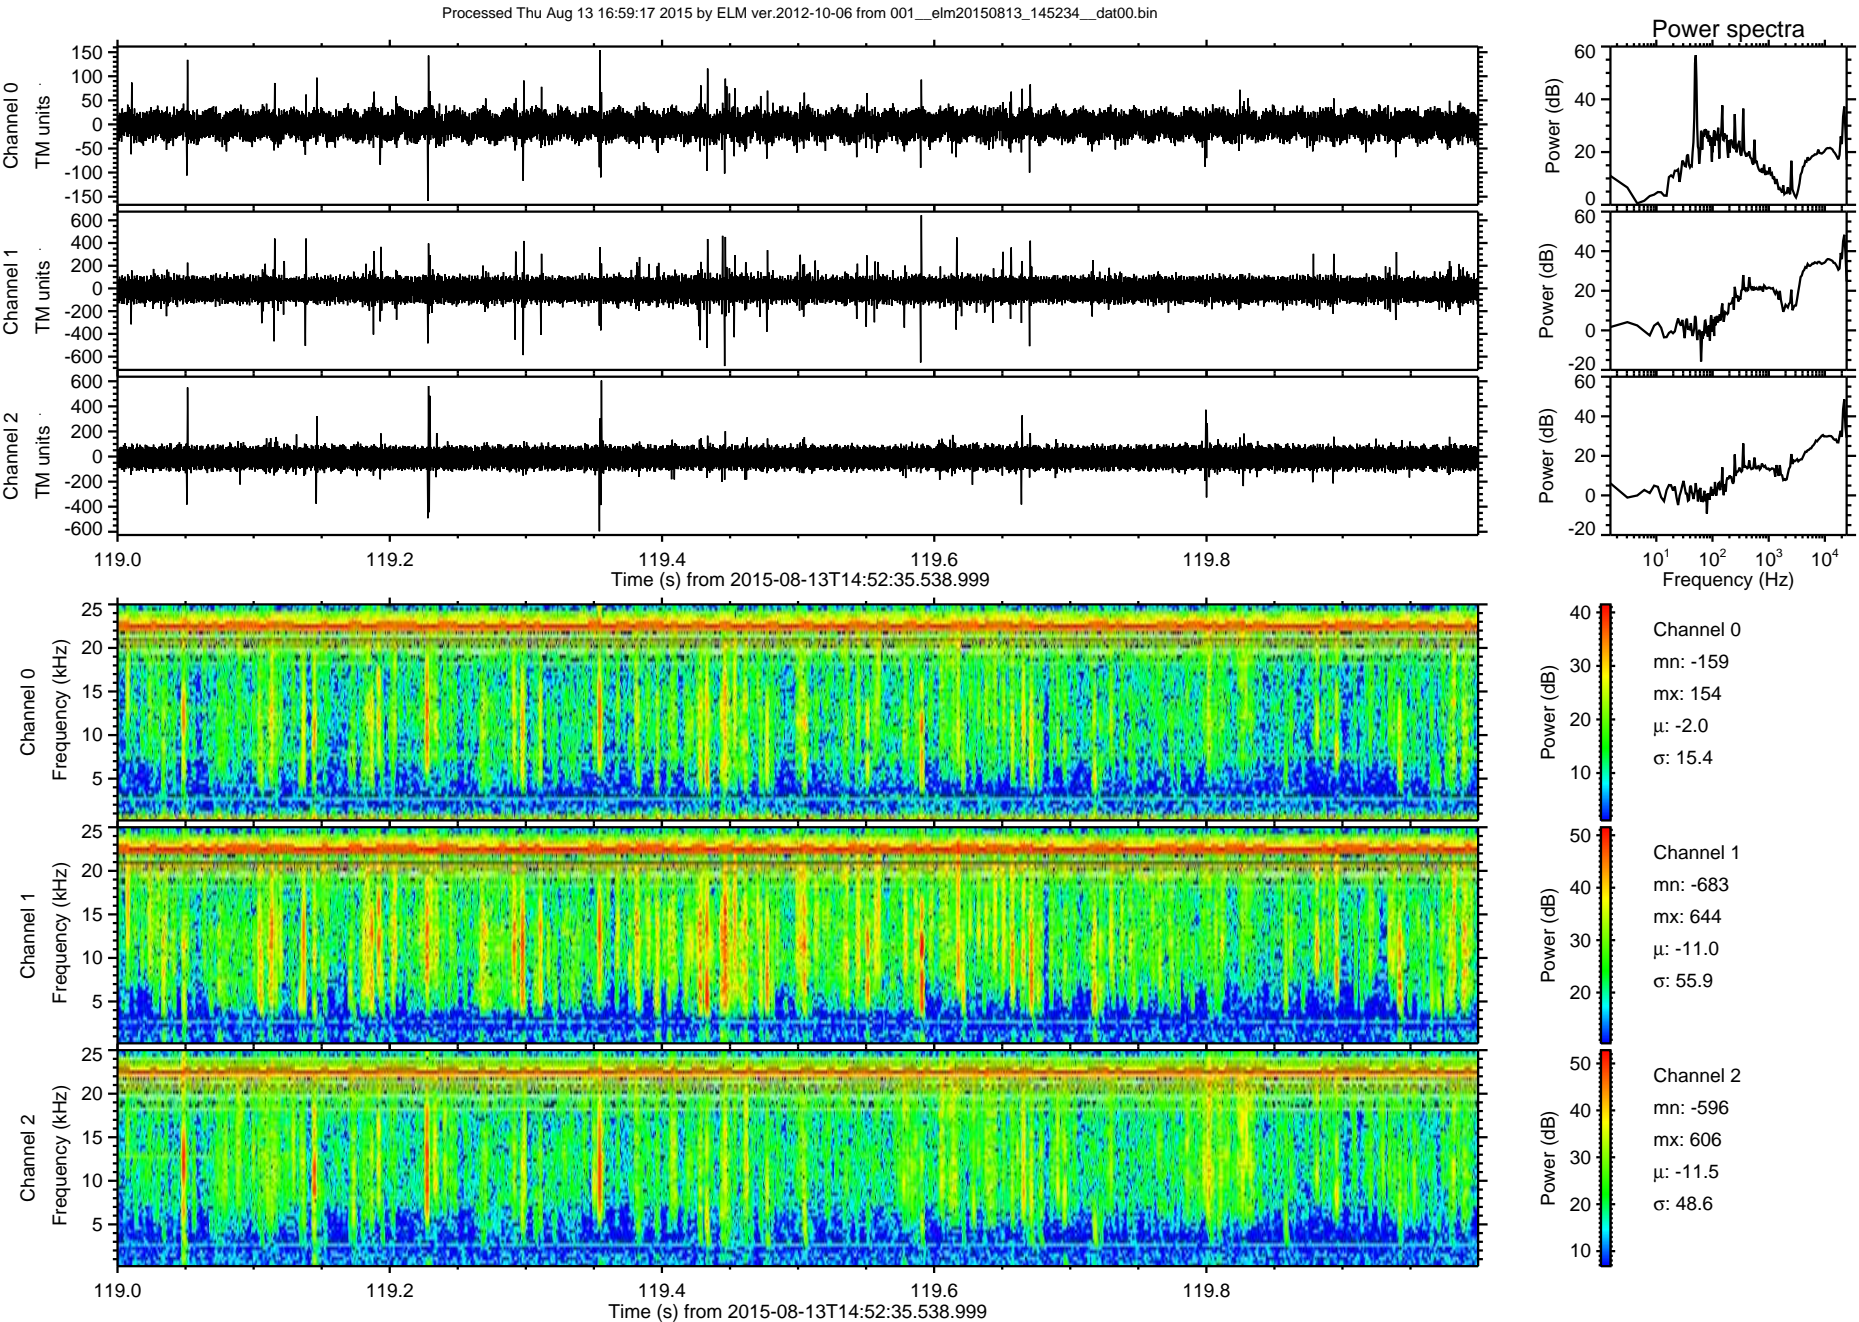 Processed Thu Aug 13 16:59:17 2015 by ELM ver.2012-10-06 from 001__elm20150813_145234__dat00.bin
Power spectra
Channel 0
TM units
150
100
50
0
-50
-100
-150
Power (dB)
60
40
20
0
Channel 1
TM units
600
400
200
0
-200
-400
-600
Power (dB)
60
40
20
0
-20
Channel 2
TM units
600
400
200
0
-200
-400
-600
Power (dB)
60
40
20
0
-20
119.0 119.2 119.4 119.6 119.8
Time (s) from 2015-08-13T14:52:35.538.999
10¹ 10² 10³ 10⁴
Frequency (Hz)
Channel 0
Frequency (kHz)
25
20
15
10
5
Power (dB)
40
30
20
10
Channel 0
mn: -159
mx: 154
μ: -2.0
σ: 15.4
Channel 1
Frequency (kHz)
25
20
15
10
5
Power (dB)
50
40
30
20
Channel 1
mn: -683
mx: 644
μ: -11.0
σ: 55.9
Channel 2
Frequency (kHz)
25
20
15
10
5
Power (dB)
50
40
30
20
10
Channel 2
mn: -596
mx: 606
μ: -11.5
σ: 48.6
119.0 119.2 119.4 119.6 119.8
Time (s) from 2015-08-13T14:52:35.538.999